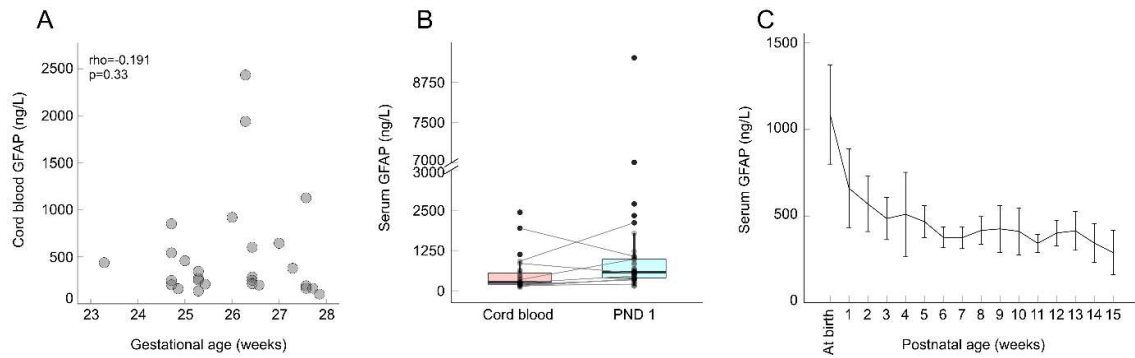 A
rho=-0.191
p=0.33
Cord blood GFAP (ng/L)
2500
2000
1500
1000
500
0
23 24 25 26 27 28
Gestational age (weeks)
B
Serum GFAP (ng/L)
8750
7500
7000
3000
2500
1250
0
Cord blood PND 1
C
Serum GFAP (ng/L)
1500
1000
500
0
At birth 1 2 3 4 5 6 7 8 9 10 11 12 13 14 15
Postnatal age (weeks)